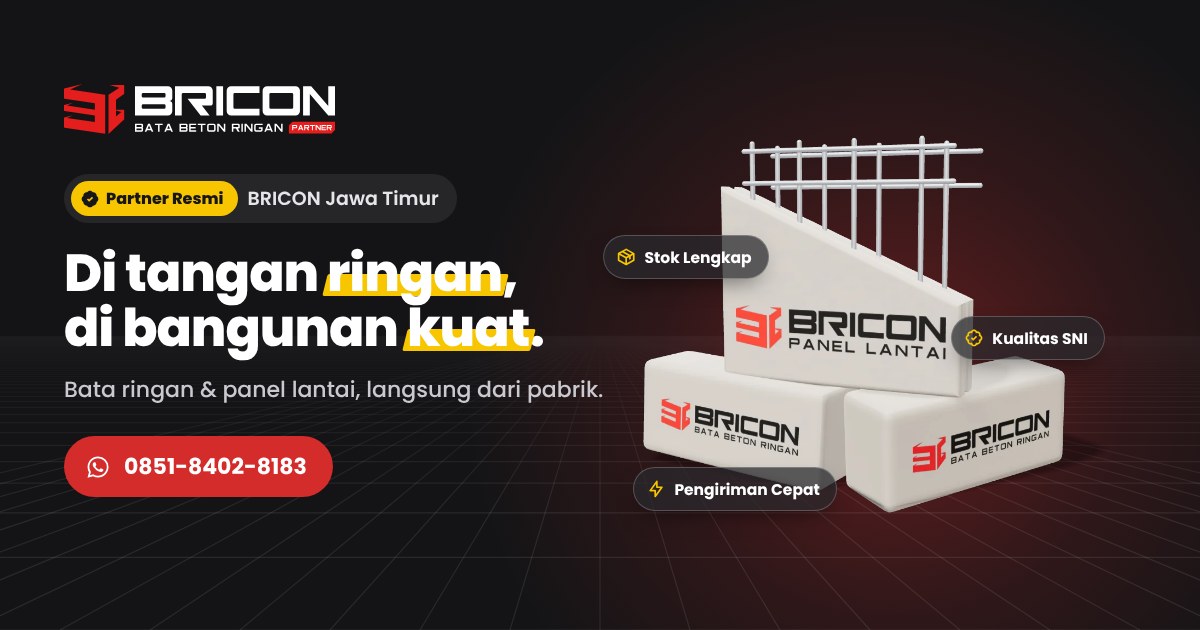 BRICON
BATA BETON RINGAN PARTNER
Partner Resmi BRICON Jawa Timur
Di tangan ringan,
di bangunan kuat.
Bata ringan & panel lantai, langsung dari pabrik.
0851-8402-8183
Stok Lengkap
BRICON
PANEL LANTAI
Kualitas SNI
BRICON
BATA BETON RINGAN
BRICON
BATA BETON RINGAN
Pengiriman Cepat